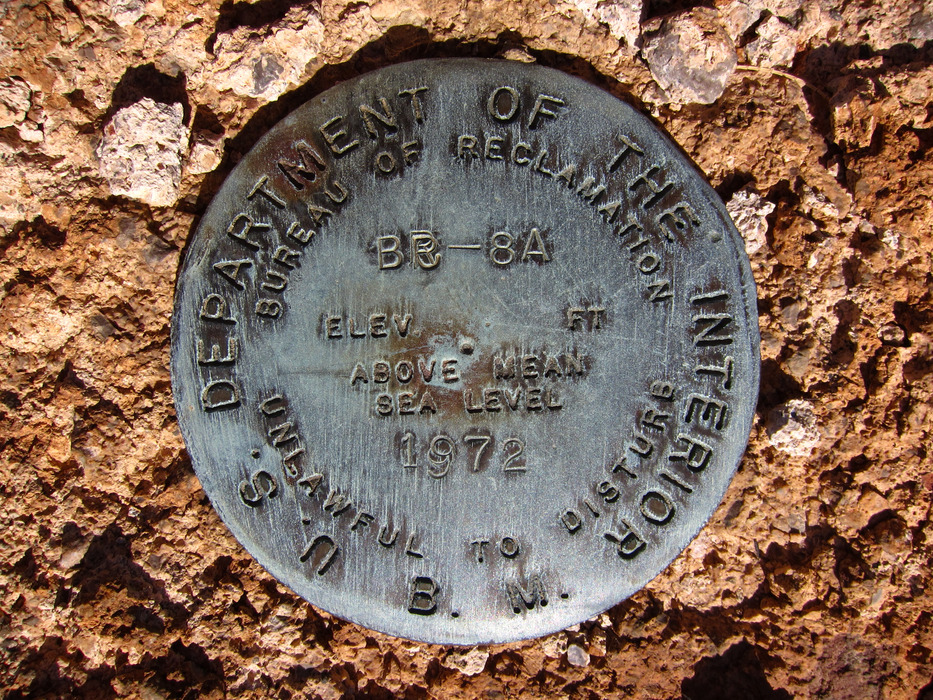 U. S. DEPARTMENT OF THE INTERIOR
BUREAU OF RECLAMATION
BR-8A
ELEV FT
ABOVE MEAN
SEA LEVEL
1972
UNLAWFUL TO DISTURB
B. M.